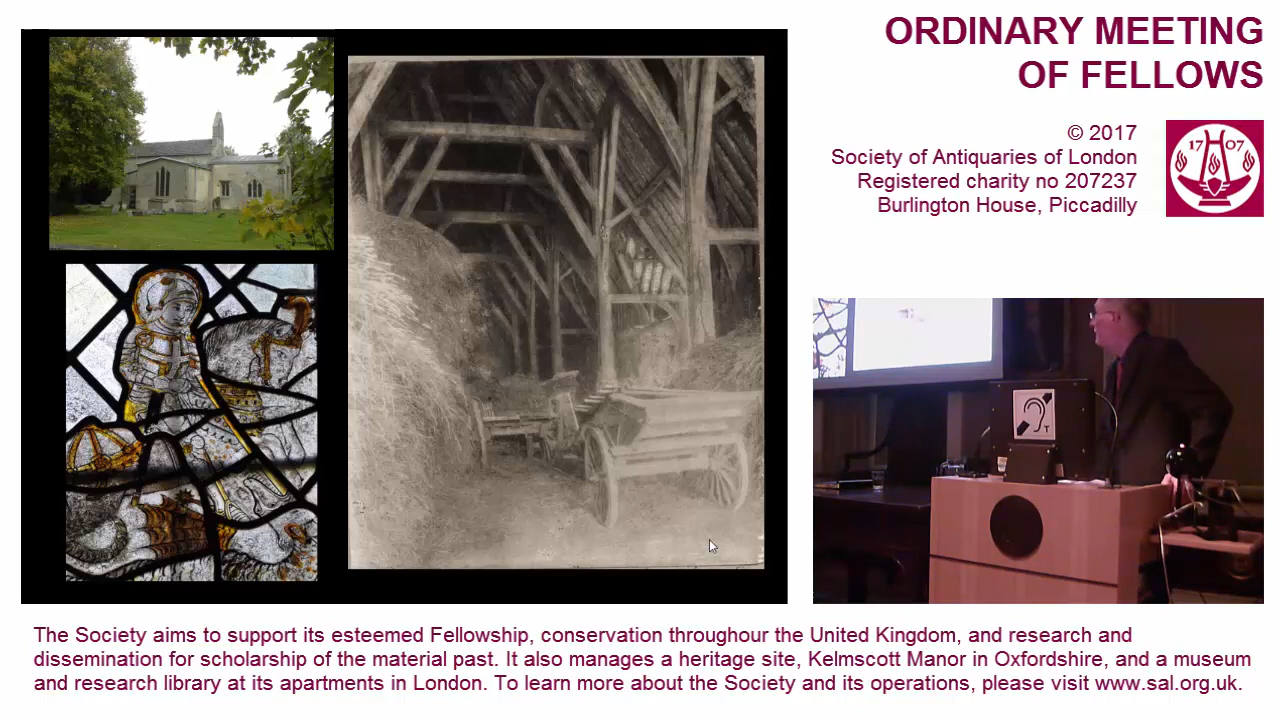 ORDINARY MEETING
OF FELLOWS
© 2017
Society of Antiquaries of London
Registered charity no 207237
Burlington House, Piccadilly
17 07
T
The Society aims to support its esteemed Fellowship, conservation throughour the United Kingdom, and research and
dissemination for scholarship of the material past. It also manages a heritage site, Kelmscott Manor in Oxfordshire, and a museum
and research library at its apartments in London. To learn more about the Society and its operations, please visit www.sal.org.uk.